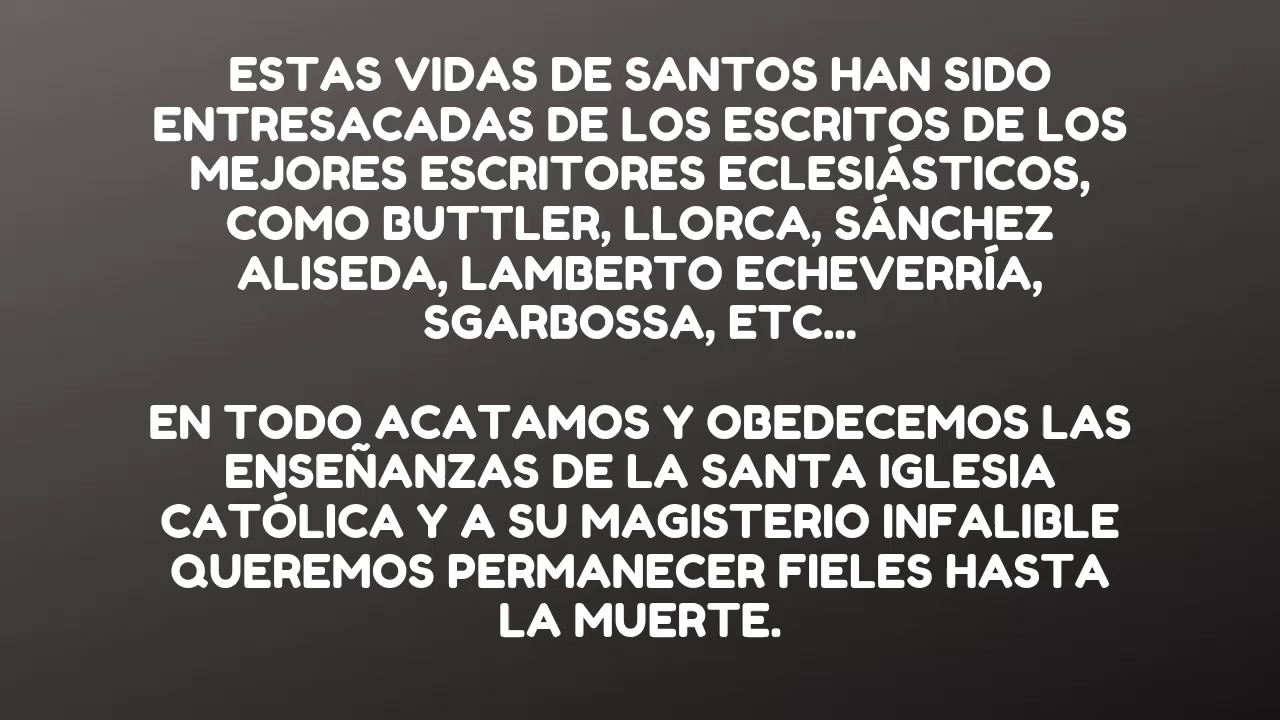 ESTAS VIDAS DE SANTOS HAN SIDO
ENTRESACADAS DE LOS ESCRITOS DE LOS
MEJORES ESCRITORES ECLESIÁSTICOS,
COMO BUTTLER, LLORCA, SÁNCHEZ
ALISEDA, LAMBERTO ECHEVERRÍA,
SGARBOSSA, ETC...
EN TODO ACATAMOS Y OBEDECEMOS LAS
ENSEÑANZAS DE LA SANTA IGLESIA
CATÓLICA Y A SU MAGISTERIO INFALIBLE
QUEREMOS PERMANECER FIELES HASTA
LA MUERTE.